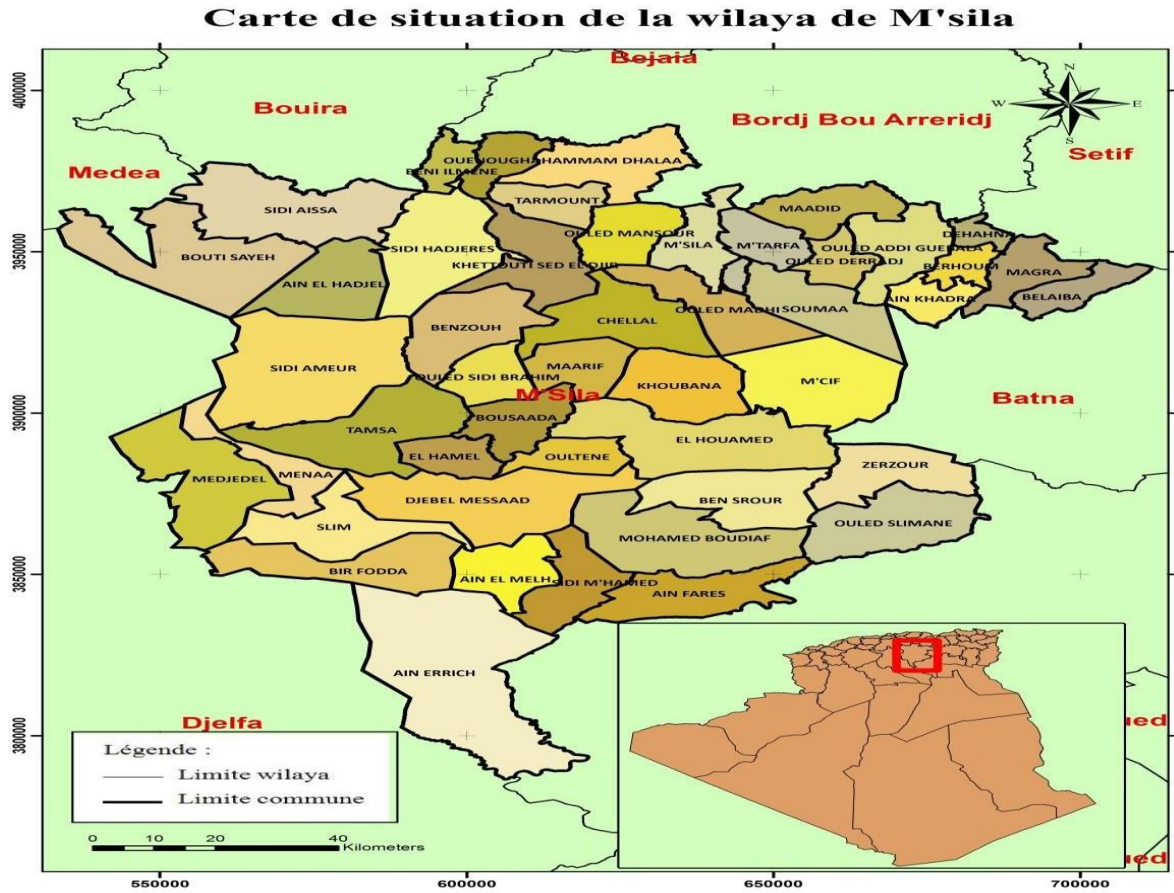 Carte de situation de la wilaya de M'sila
Bejaia
Bouira
Bordj Bou Arreridj
Medea
Setif
N
W
E
S
4000000
3950000
3900000
3850000
3800000
BENI ILMENE
HAMMAM DHALAA
TARMOUNT
SIDI AISSA
MAADID
DEHAHNA
OULED MANSOUR
M'SILA
M'TARFA
OULED ADDI GUEBALA
BOUTI SAYEH
SIDI HADJERES
KHETTOUTI SED EL DJIR
OULED DERRADJ
BERHOUM
MAGRA
AIN EL HADJEL
AIN KHADRA
BELAIBA
BENZOUH
CHELLAL
OULED MADHI
SOUMAA
SIDI AMEUR
OULED SIDI BRAHIM
MAARIF
KHOUBANA
M'CIF
M'Sila
Batna
TAMSA
BOUSAADA
EL HOUAMED
EL HAMEL
OULTENE
ZERZOUR
MEDJEDEL
MENAA
DJEBEL MESSAAD
BEN SROUR
SLIM
MOHAMED BOUDIAF
OULED SLIMANE
BIR FODDA
AIN EL MELH
SIDI M'HAMED
AIN FARES
AIN ERRICH
Djelfa
ued
ued
Légende :
Limite wilaya
Limite commune
0 10 20 40
Kilometers
550000 600000 650000 700000